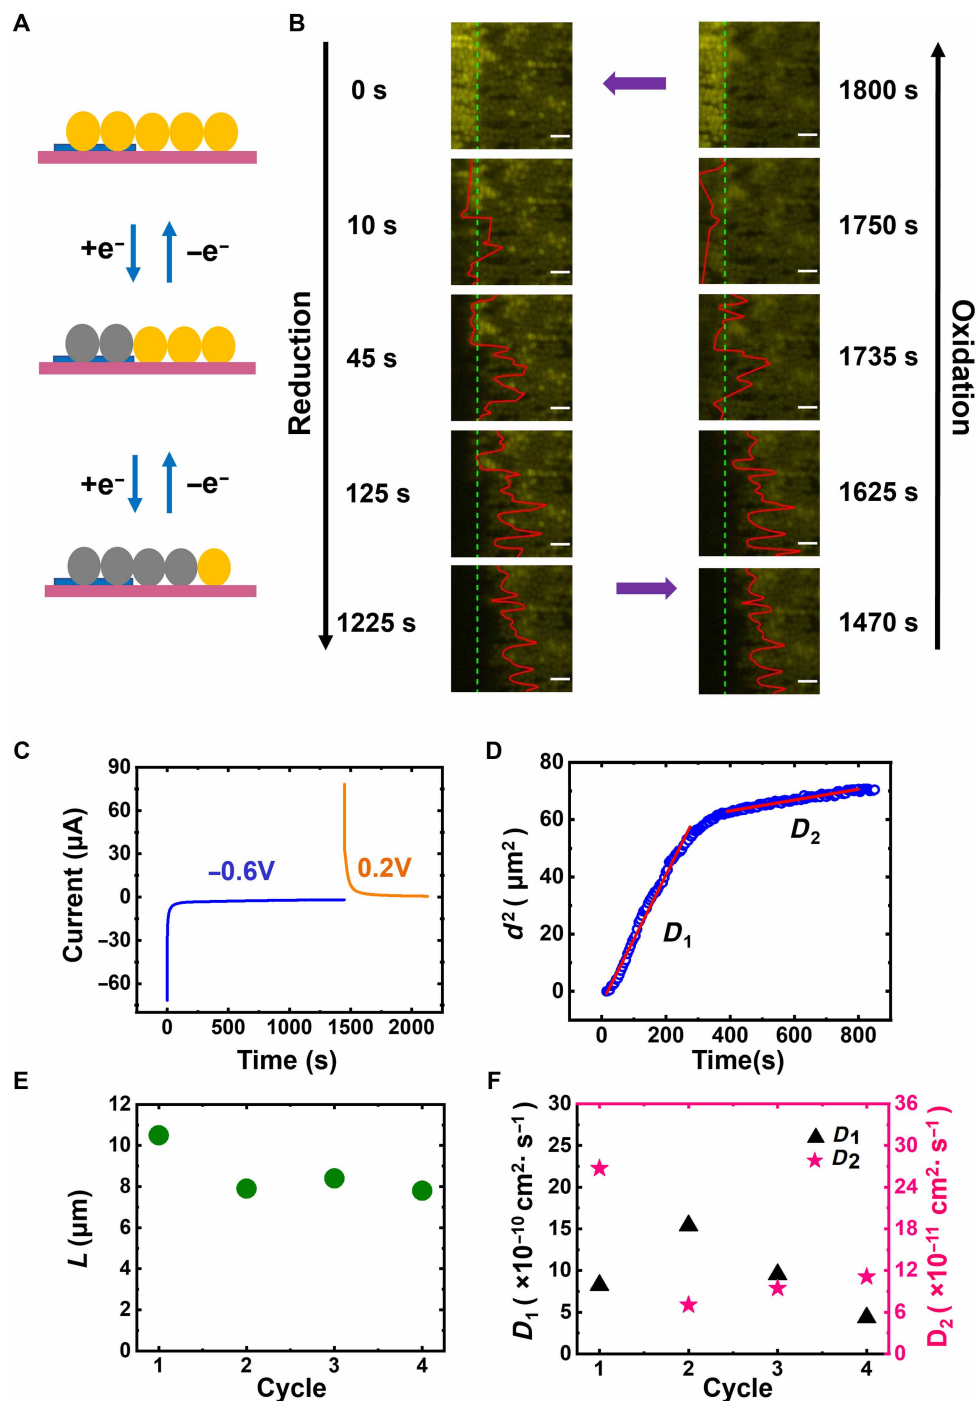 A
B
0 s
1800 s
10 s
1750 s
+e⁻
−e⁻
Reduction
45 s
1735 s
Oxidation
+e⁻
−e⁻
125 s
1625 s
1225 s
1470 s
C
90
60
30
0
−30
−60
Current (µA)
−0.6V
0.2V
0 500 1000 1500 2000
Time (s)
D
80
60
40
20
0
d² ( µm²)
D₁
D₂
0 200 400 600 800
Time(s)
E
12
10
8
6
4
2
0
L (µm)
1 2 3 4
Cycle
F
30
25
20
15
10
5
0
D₁ ( ×10⁻¹⁰ cm²· s⁻¹)
D1
D2
36
30
24
18
12
6
0
D₂ ( ×10⁻¹¹ cm²· s⁻¹)
1 2 3 4
Cycle